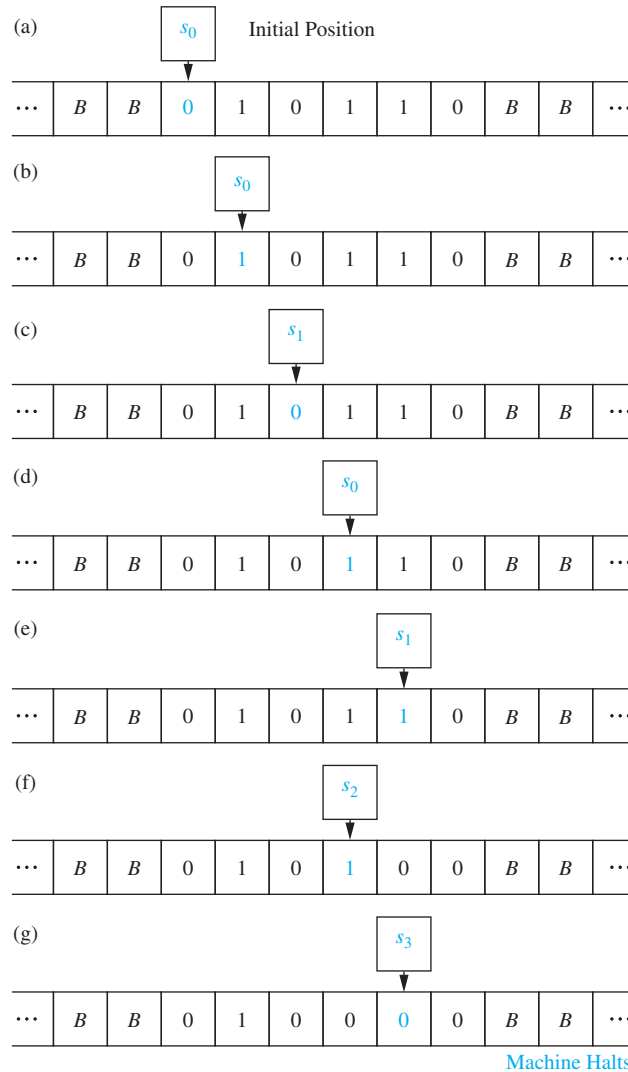 (a) s₀ Initial Position
··· B B 0 1 0 1 1 0 B B ···
(b) s₀
··· B B 0 1 0 1 1 0 B B ···
(c) s₁
··· B B 0 1 0 1 1 0 B B ···
(d) s₀
··· B B 0 1 0 1 1 0 B B ···
(e) s₁
··· B B 0 1 0 1 1 0 B B ···
(f) s₂
··· B B 0 1 0 1 0 0 B B ···
(g) s₃
··· B B 0 1 0 0 0 0 B B ···
Machine Halts